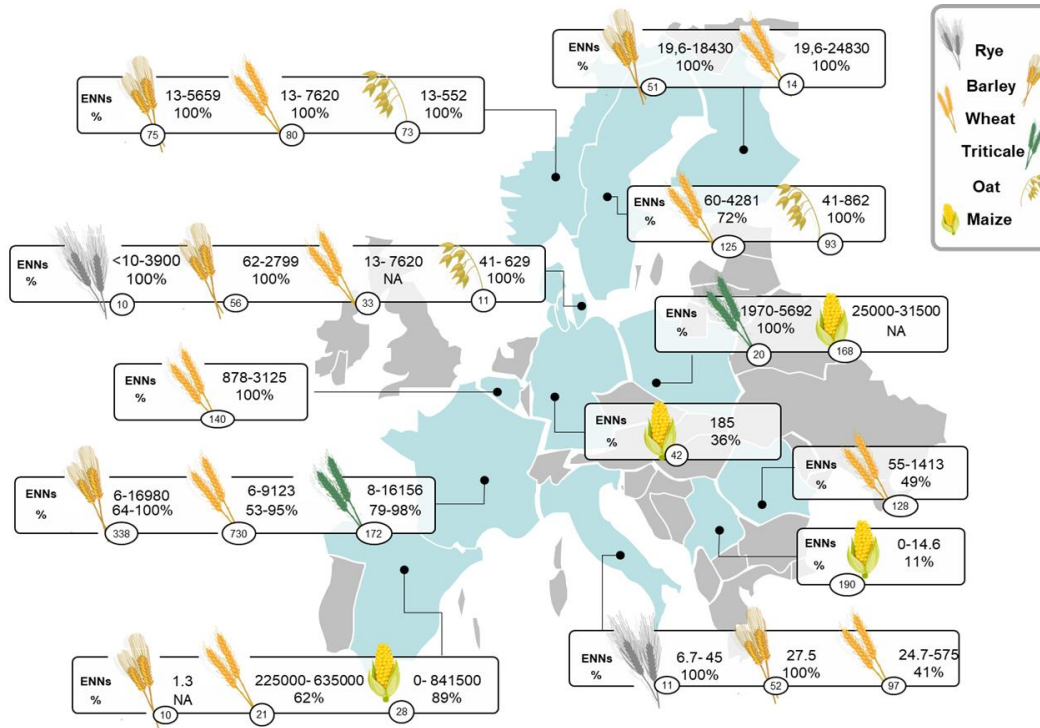 ENNs 19,6-18430 19,6-24830
% 100% 100%
51 14
Rye
Barley
Wheat
Triticale
Oat
Maize
ENNs 13-5659 13- 7620 13-552
% 100% 100% 100%
75 80 73
ENNs 60-4281 41-862
% 72% 100%
125 93
ENNs <10-3900 62-2799 13- 7620 41- 629
% 100% 100% NA 100%
10 56 33 11
ENNs 1970-5692 25000-31500
% 100% NA
20 168
ENNs 878-3125
% 100%
140
ENNs 185
% 36%
42
ENNs 55-1413
% 49%
128
ENNs 6-16980 6-9123 8-16156
% 64-100% 53-95% 79-98%
338 730 172
ENNs 0-14.6
% 11%
190
ENNs 6.7- 45 27.5 24.7-575
% 100% 100% 41%
11 52 97
ENNs 1.3 225000- 635000 0- 841500
% NA 62% 89%
10 21 28